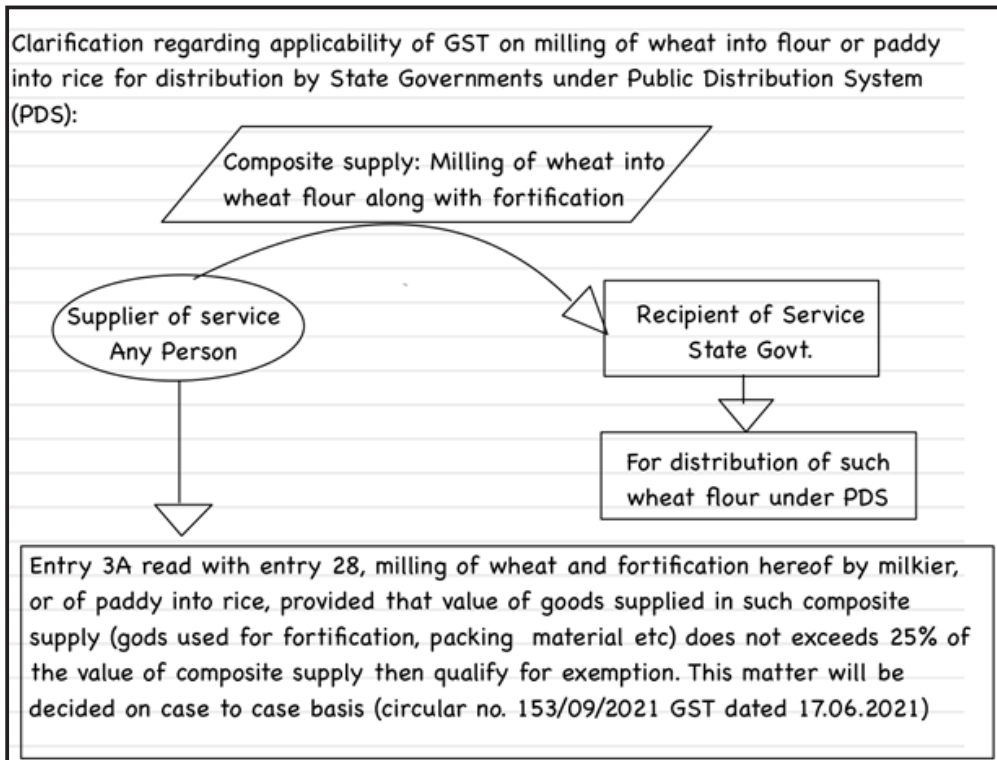 Clarification regarding applicability of GST on milling of wheat into flour or paddy
into rice for distribution by State Governments under Public Distribution System
(PDS):
Composite supply: Milling of wheat into
wheat flour along with fortification
Supplier of service
Any Person
Recipient of Service
State Govt.
For distribution of such
wheat flour under PDS
Entry 3A read with entry 28, milling of wheat and fortification hereof by milkier,
or of paddy into rice, provided that value of goods supplied in such composite
supply (gods used for fortification, packing material etc) does not exceeds 25% of
the value of composite supply then qualify for exemption. This matter will be
decided on case to case basis (circular no. 153/09/2021 GST dated 17.06.2021)